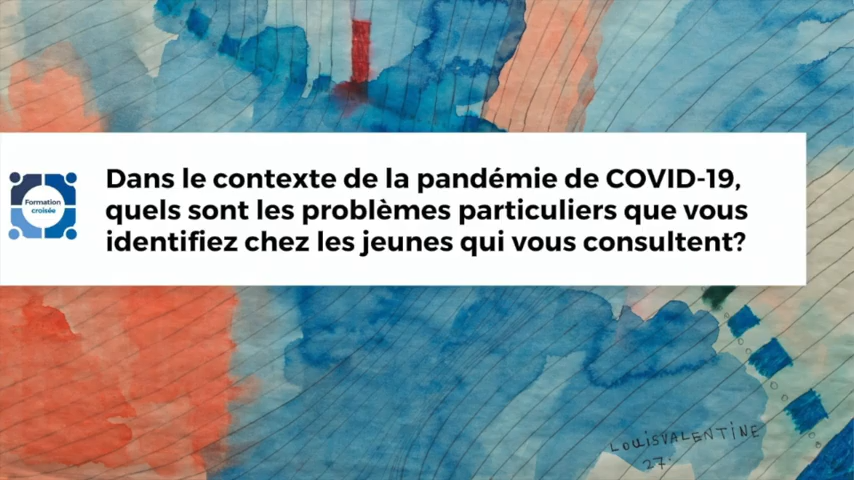 Formation
croisée
Dans le contexte de la pandémie de COVID-19,
quels sont les problèmes particuliers que vous
identifiez chez les jeunes qui vous consultent?
LOUISVALENTINE
27.